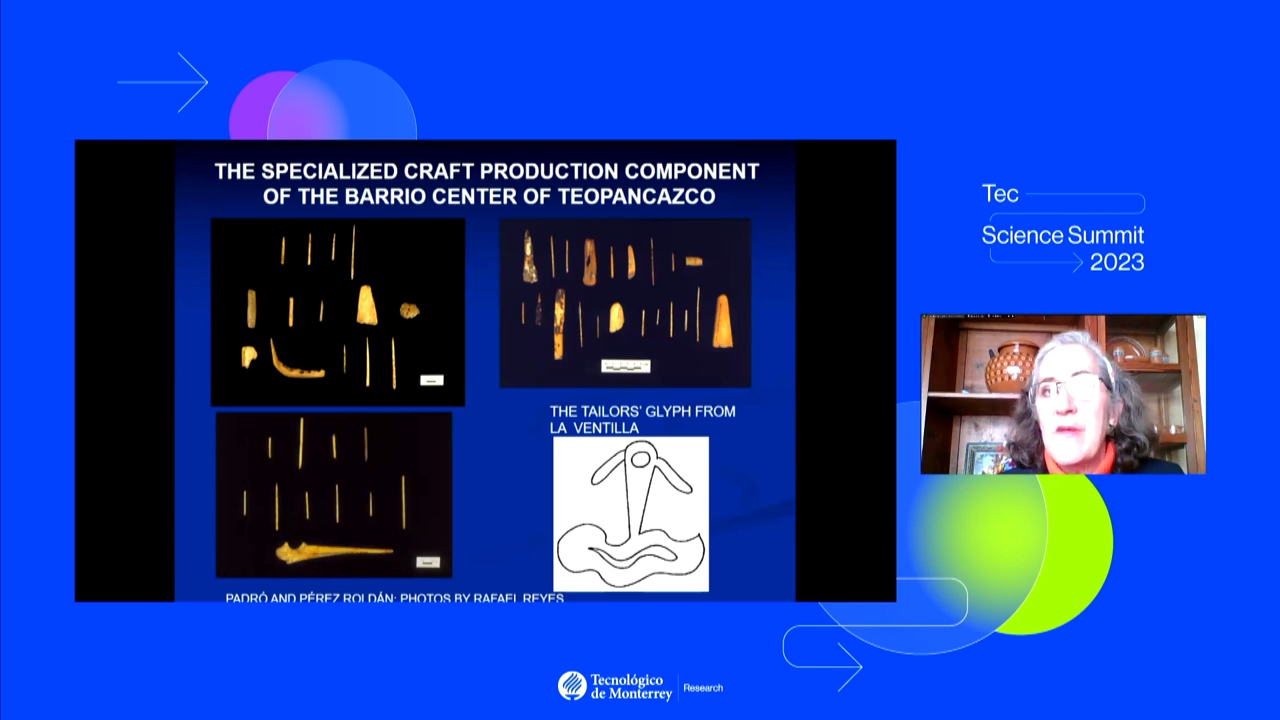 THE SPECIALIZED CRAFT PRODUCTION COMPONENT
OF THE BARRIO CENTER OF TEOPANCAZCO
THE TAILORS' GLYPH FROM
LA VENTILLA
PADRÓ AND PÉREZ ROLDÁN: PHOTOS BY RAFAEL REYES
Tec
Science Summit
2023
Tecnológico
de Monterrey
Research